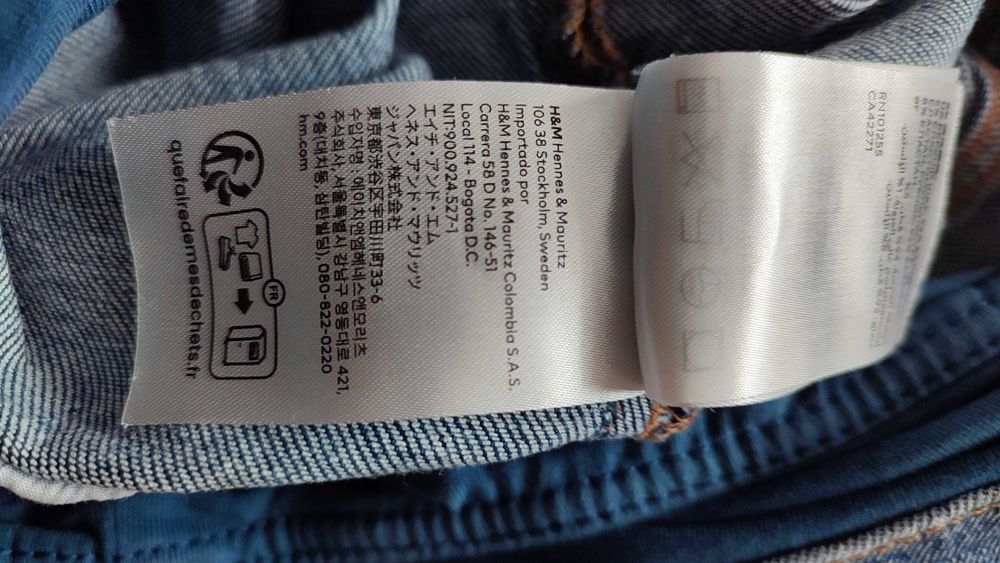 H&M Hennes & Mauritz
106 38 Stockholm, Sweden
Importado por
H&M Hennes & Mauritz Colombia S.A.S.
Carrera 58 D No. 146-51
Local 114 - Bogota D.C.
NIT:900.924.527-1
エイチ・アンド・エム
ヘネス・アンド・マウリッツ
ジャパン株式会社
東京都渋谷区宇田川町33-6
수입자명 : 에이치앤엠헤네스앤모리츠
주식회사, 서울특별시 강남구 영동대로 421,
9층(대치동, 삼탄빌딩), 080-822-0220
hm.com
FR
quefairedemesdechets.fr
RN101255
CA42271